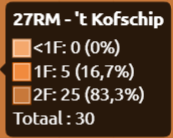 27RM - 't Kofschip
<1F: 0 (0%)
1F: 5 (16,7%)
2F: 25 (83,3%)
Totaal : 30